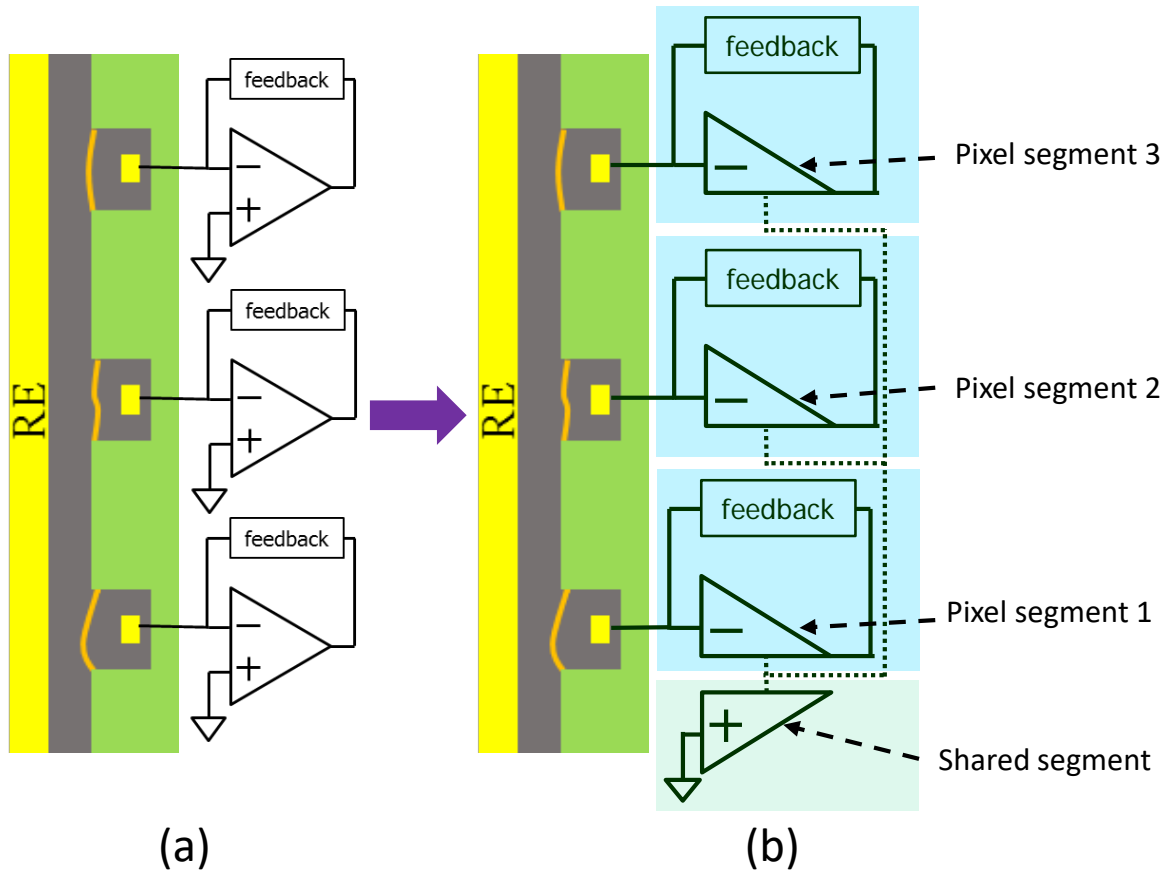 feedback
−
+
feedback
−
+
feedback
−
+
RE
(a)
feedback
−
Pixel segment 3
feedback
−
Pixel segment 2
feedback
−
Pixel segment 1
+
Shared segment
RE
(b)